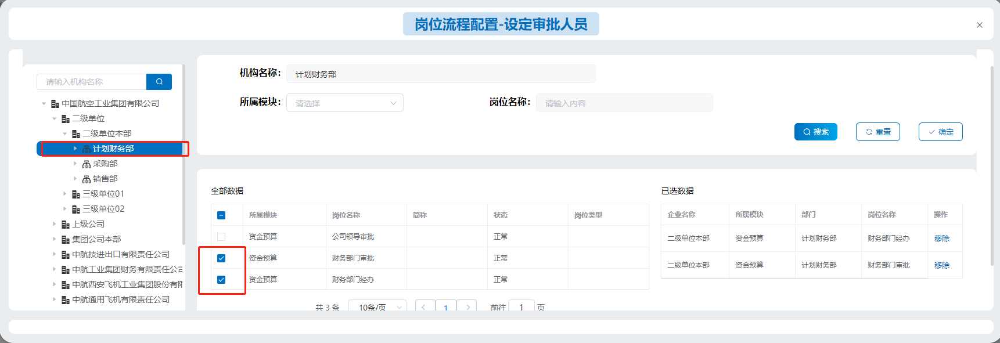 岗位流程配置-设定审批人员
请输入机构名称
中国航空工业集团有限公司
二级单位
二级单位本部
计划财务部
采购部
销售部
三级单位01
三级单位02
上级公司
集团公司本部
中航技进出口有限责任公司
中航工业集团财务有限责任公司
中航西安飞机工业集团股份有限
中航通用飞机有限责任公司
机构名称： 计划财务部
所属模块： 请选择 岗位名称： 请输入内容
搜索 重置 确定
全部数据
所属模块 岗位名称 简称 状态 岗位类型
资金预算 公司领导审批 正常
资金预算 财务部门审批 正常
资金预算 财务部门经办 正常
共 3 条 10条/页 1 前往 1 页
已选数据
企业名称 所属模块 部门 岗位名称 操作
二级单位本部 资金预算 计划财务部 财务部门经办 移除
二级单位本部 资金预算 计划财务部 财务部门审批 移除